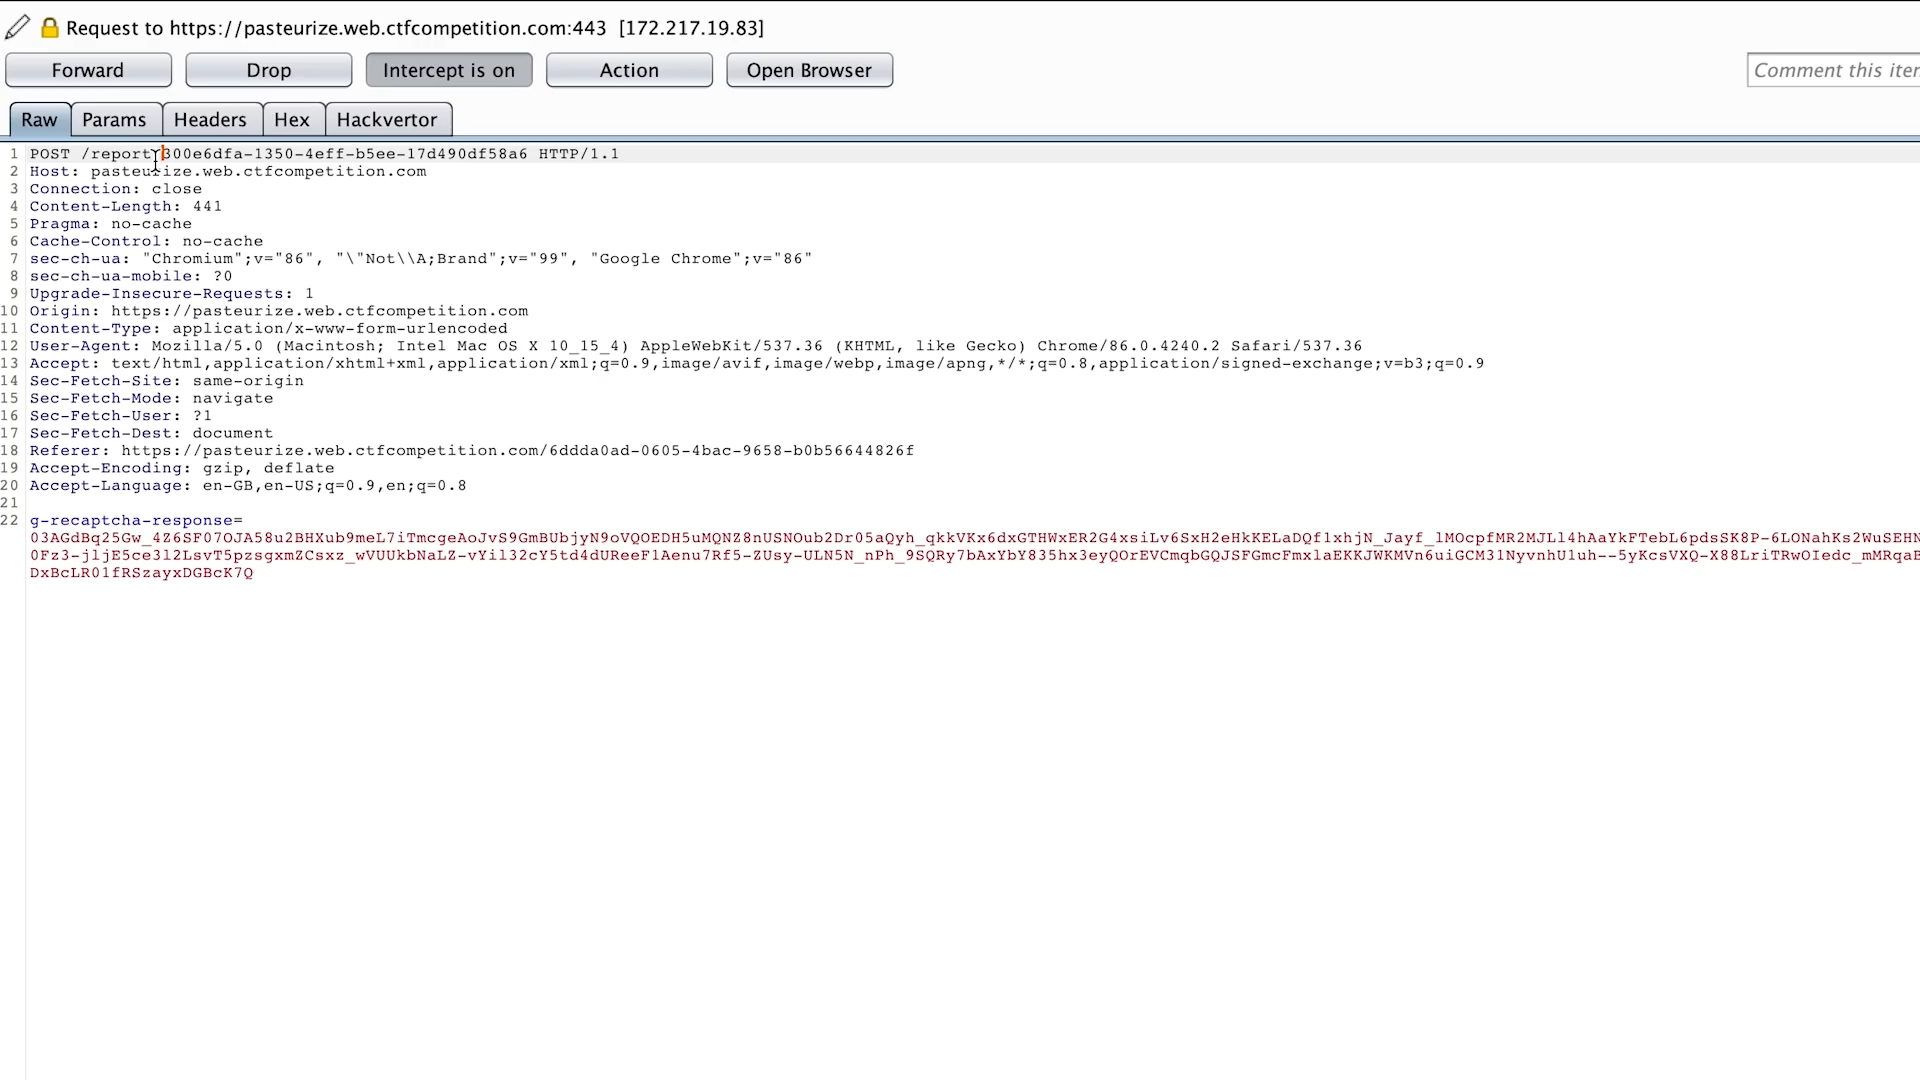 Request to https://pasteurize.web.ctfcompetition.com:443 [172.217.19.83]
Forward Drop Intercept is on Action Open Browser Comment this iter
Raw Params Headers Hex Hackvertor
1 POST /report/300e6dfa-1350-4eff-b5ee-17d490df58a6 HTTP/1.1
2 Host: pasteurize.web.ctfcompetition.com
3 Connection: close
4 Content-Length: 441
5 Pragma: no-cache
6 Cache-Control: no-cache
7 sec-ch-ua: "Chromium";v="86", "\"Not\\A;Brand";v="99", "Google Chrome";v="86"
8 sec-ch-ua-mobile: ?0
9 Upgrade-Insecure-Requests: 1
10 Origin: https://pasteurize.web.ctfcompetition.com
11 Content-Type: application/x-www-form-urlencoded
12 User-Agent: Mozilla/5.0 (Macintosh; Intel Mac OS X 10_15_4) AppleWebKit/537.36 (KHTML, like Gecko) Chrome/86.0.4240.2 Safari/537.36
13 Accept: text/html,application/xhtml+xml,application/xml;q=0.9,image/avif,image/webp,image/apng,*/*;q=0.8,application/signed-exchange;v=b3;q=0.9
14 Sec-Fetch-Site: same-origin
15 Sec-Fetch-Mode: navigate
16 Sec-Fetch-User: ?1
17 Sec-Fetch-Dest: document
18 Referer: https://pasteurize.web.ctfcompetition.com/6ddda0ad-0605-4bac-9658-b0b56644826f
19 Accept-Encoding: gzip, deflate
20 Accept-Language: en-GB,en-US;q=0.9,en;q=0.8
21
22 g-recaptcha-response=
03AGdBq25Gw_4Z6SF07OJA58u2BHXub9meL7iTmcgeAoJvS9GmBUbjyN9oVQOEDH5uMQNZ8nUSNOub2Dr05aQyh_qkkVKx6dxGTHWxER2G4xsiLv6SxH2eHkKELaDQf1xhjN_Jayf_lMOcpfMR2MJLl4hAaYkFTebL6pdsSK8P-6LONahKs2WuSEHN
0Fz3-jljE5ce3l2LsvT5pzsgxmZCsxz_wVUUkbNaLZ-vYil32cY5td4dUReeF1Aenu7Rf5-ZUsy-ULN5N_nPh_9SQRy7bAxYbY835hx3eyQOrEVCmqbGQJSFGmcFmxlaEKKJWKMVn6uiGCM31NyvnhU1uh--5yKcsVXQ-X88LriTRwOIedc_mMRqaE
DxBcLR01fRSzayxDGBcK7Q